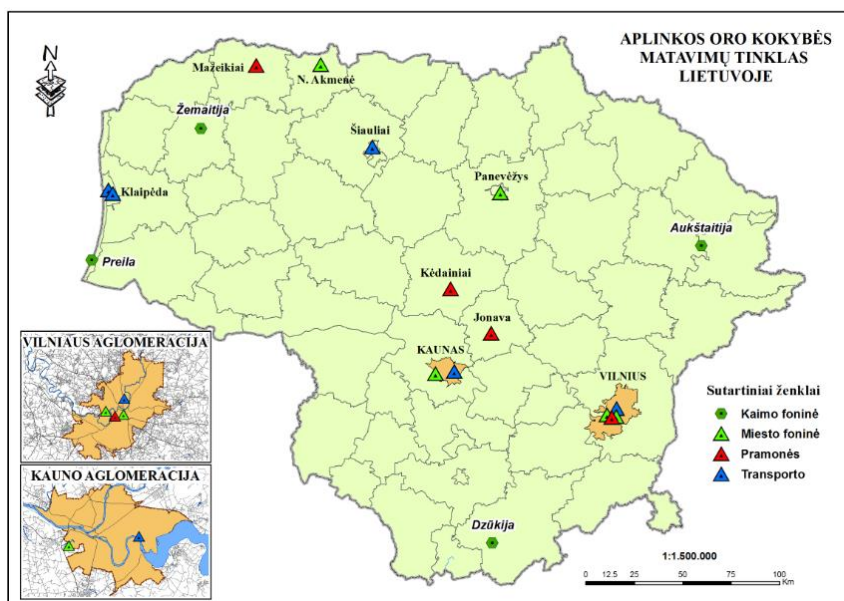 APLINKOS ORO KOKYBĖS
MATAVIMŲ TINKLAS
LIETUVOJE
N
Mažeikiai
N. Akmenė
Žemaitija
Šiauliai
Klaipėda
Panevėžys
Aukštaitija
Preila
Kėdainiai
Jonava
KAUNAS
VILNIUS
Dzūkija
VILNIAUS AGLOMERACIJA
KAUNO AGLOMERACIJA
Sutartiniai ženklai
Kaimo foninė
Miesto foninė
Pramonės
Transporto
1:1.500.000
0 12.5 25 50 75 100
Km